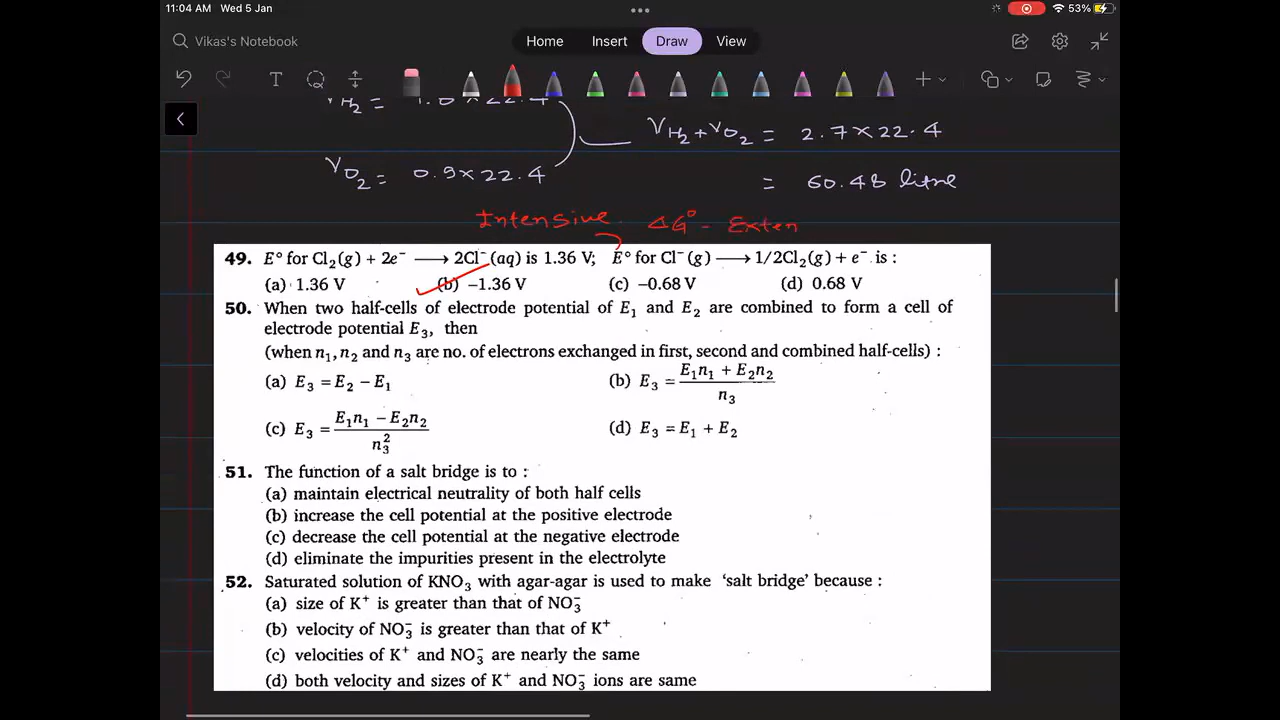 11:04 AM Wed 5 Jan
53%
Vikas's Notebook
Home Insert Draw View
V H₂ = 1.8 × 22.4
V O₂ = 0.9 × 22.4
V H₂ + V O₂ = 2.7 × 22.4
= 60.48 litre
Intensive ΔG° - Exten
49. E° for Cl₂(g) + 2e⁻ ⟶ 2Cl⁻(aq) is 1.36 V; E° for Cl⁻(g) ⟶ 1/2Cl₂(g) + e⁻ is :
(a) 1.36 V (b) −1.36 V (c) −0.68 V (d) 0.68 V
50. When two half-cells of electrode potential of E₁ and E₂ are combined to form a cell of
electrode potential E₃, then
(when n₁, n₂ and n₃ are no. of electrons exchanged in first, second and combined half-cells) :
(a) E₃ = E₂ − E₁ (b) E₃ = (E₁n₁ + E₂n₂)/n₃
(c) E₃ = (E₁n₁ − E₂n₂)/n₃² (d) E₃ = E₁ + E₂
51. The function of a salt bridge is to :
(a) maintain electrical neutrality of both half cells
(b) increase the cell potential at the positive electrode
(c) decrease the cell potential at the negative electrode
(d) eliminate the impurities present in the electrolyte
52. Saturated solution of KNO₃ with agar-agar is used to make 'salt bridge' because :
(a) size of K⁺ is greater than that of NO₃⁻
(b) velocity of NO₃⁻ is greater than that of K⁺
(c) velocities of K⁺ and NO₃⁻ are nearly the same
(d) both velocity and sizes of K⁺ and NO₃⁻ ions are same